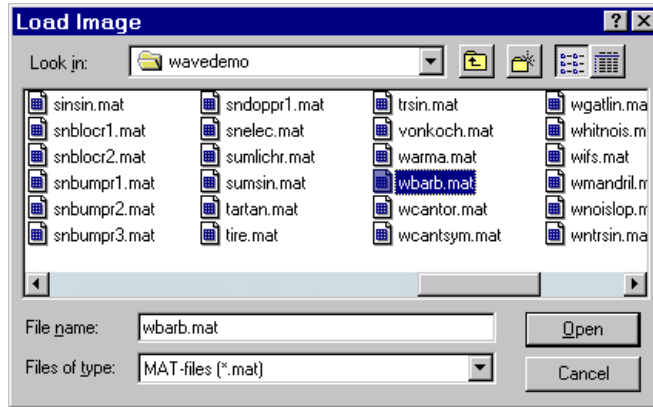 Load Image
Look in: wavedemo
sinsin.mat sndoppr1.mat trsin.mat wgatlin.ma
snblocr1.mat snelec.mat vonkoch.mat whitnois.m
snblocr2.mat sumlichr.mat warma.mat wifs.mat
snbumpr1.mat sumsin.mat wbarb.mat wmandril.m
snbumpr2.mat tartan.mat wcantor.mat wnoislop.m
snbumpr3.mat tire.mat wcantsym.mat wntrsin.ma
File name: wbarb.mat Open
Files of type: MAT-files (*.mat) Cancel